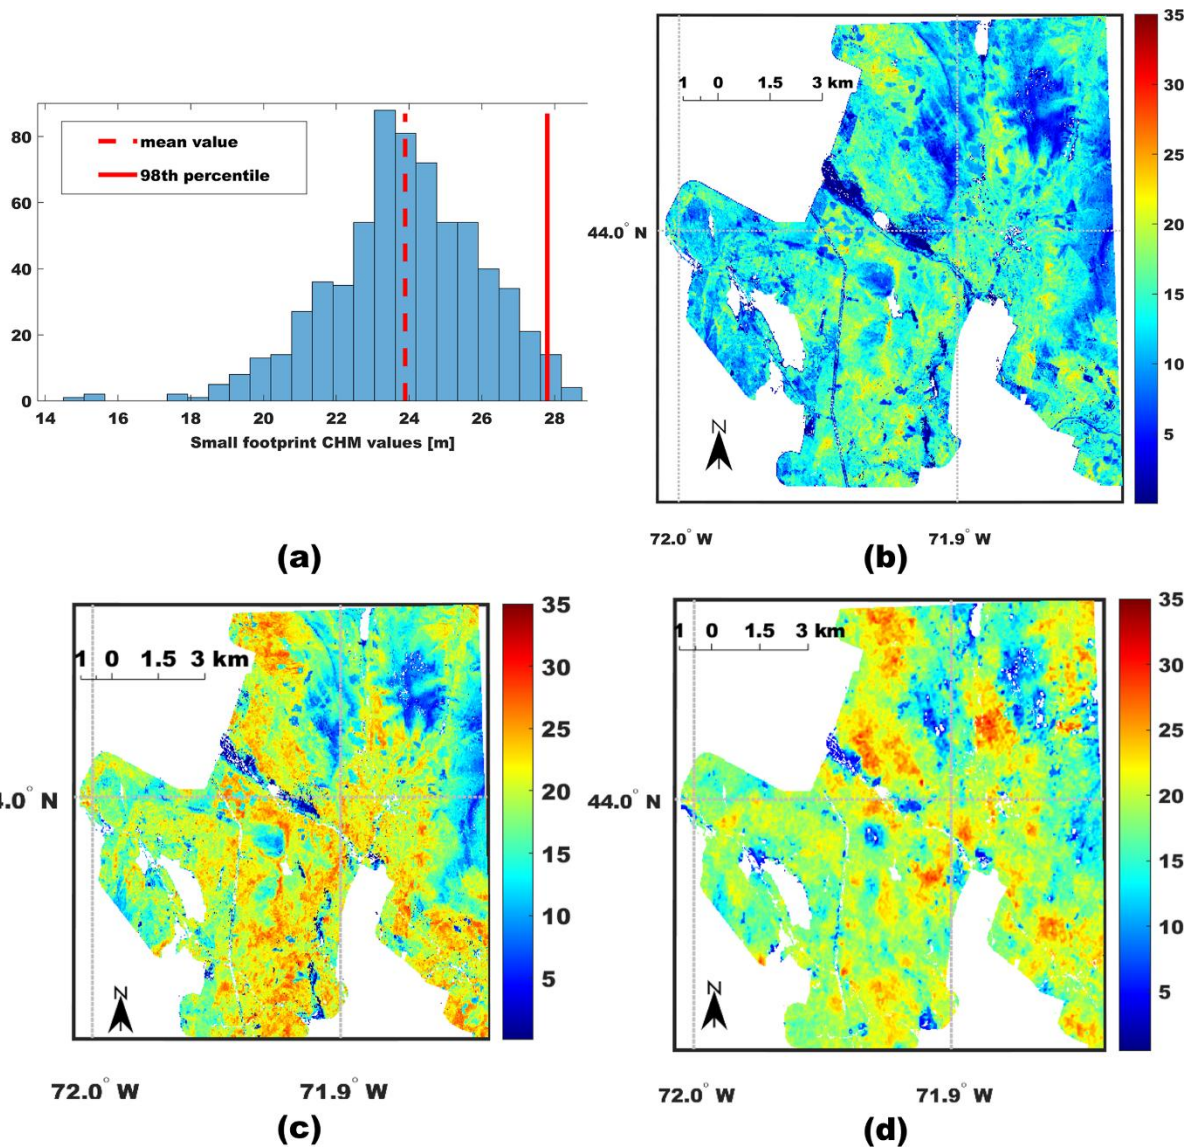 80
60
40
20
0
mean value
98th percentile
14 16 18 20 22 24 26 28
Small footprint CHM values [m]
(a)
1 0 1.5 3 km
44.0° N
N
72.0° W 71.9° W
35
30
25
20
15
10
5
(b)
1 0 1.5 3 km
4.0° N
N
72.0° W 71.9° W
35
30
25
20
15
10
5
(c)
1 0 1.5 3 km
44.0° N
N
72.0° W 71.9° W
35
30
25
20
15
10
5
(d)